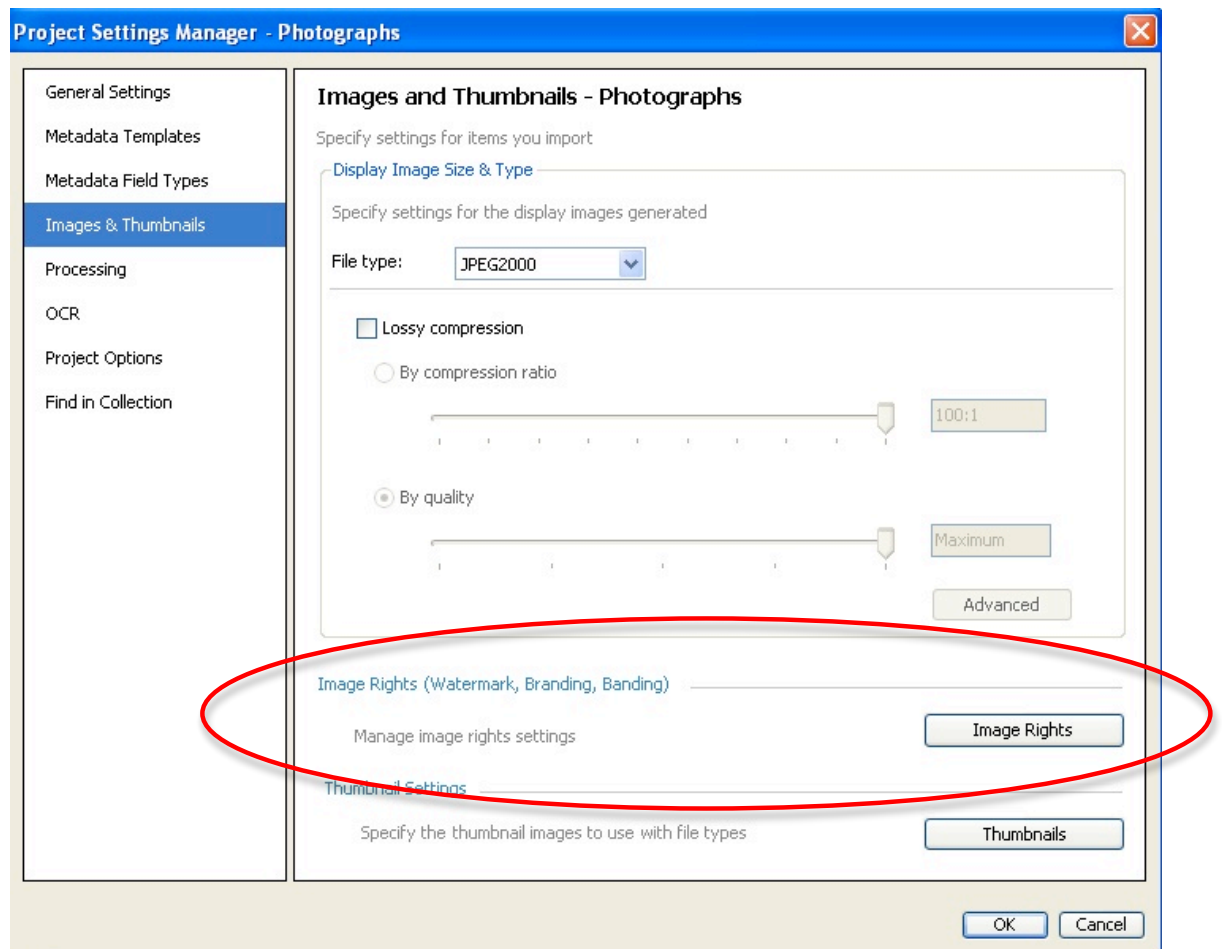 Project Settings Manager - Photographs
General Settings
Metadata Templates
Metadata Field Types
Images & Thumbnails
Processing
OCR
Project Options
Find in Collection
Images and Thumbnails - Photographs
Specify settings for items you import
Display Image Size & Type
Specify settings for the display images generated
File type: JPEG2000
Lossy compression
By compression ratio
100:1
By quality
Maximum
Advanced
Image Rights (Watermark, Branding, Banding)
Manage image rights settings Image Rights
Thumbnail Settings
Specify the thumbnail images to use with file types Thumbnails
OK Cancel